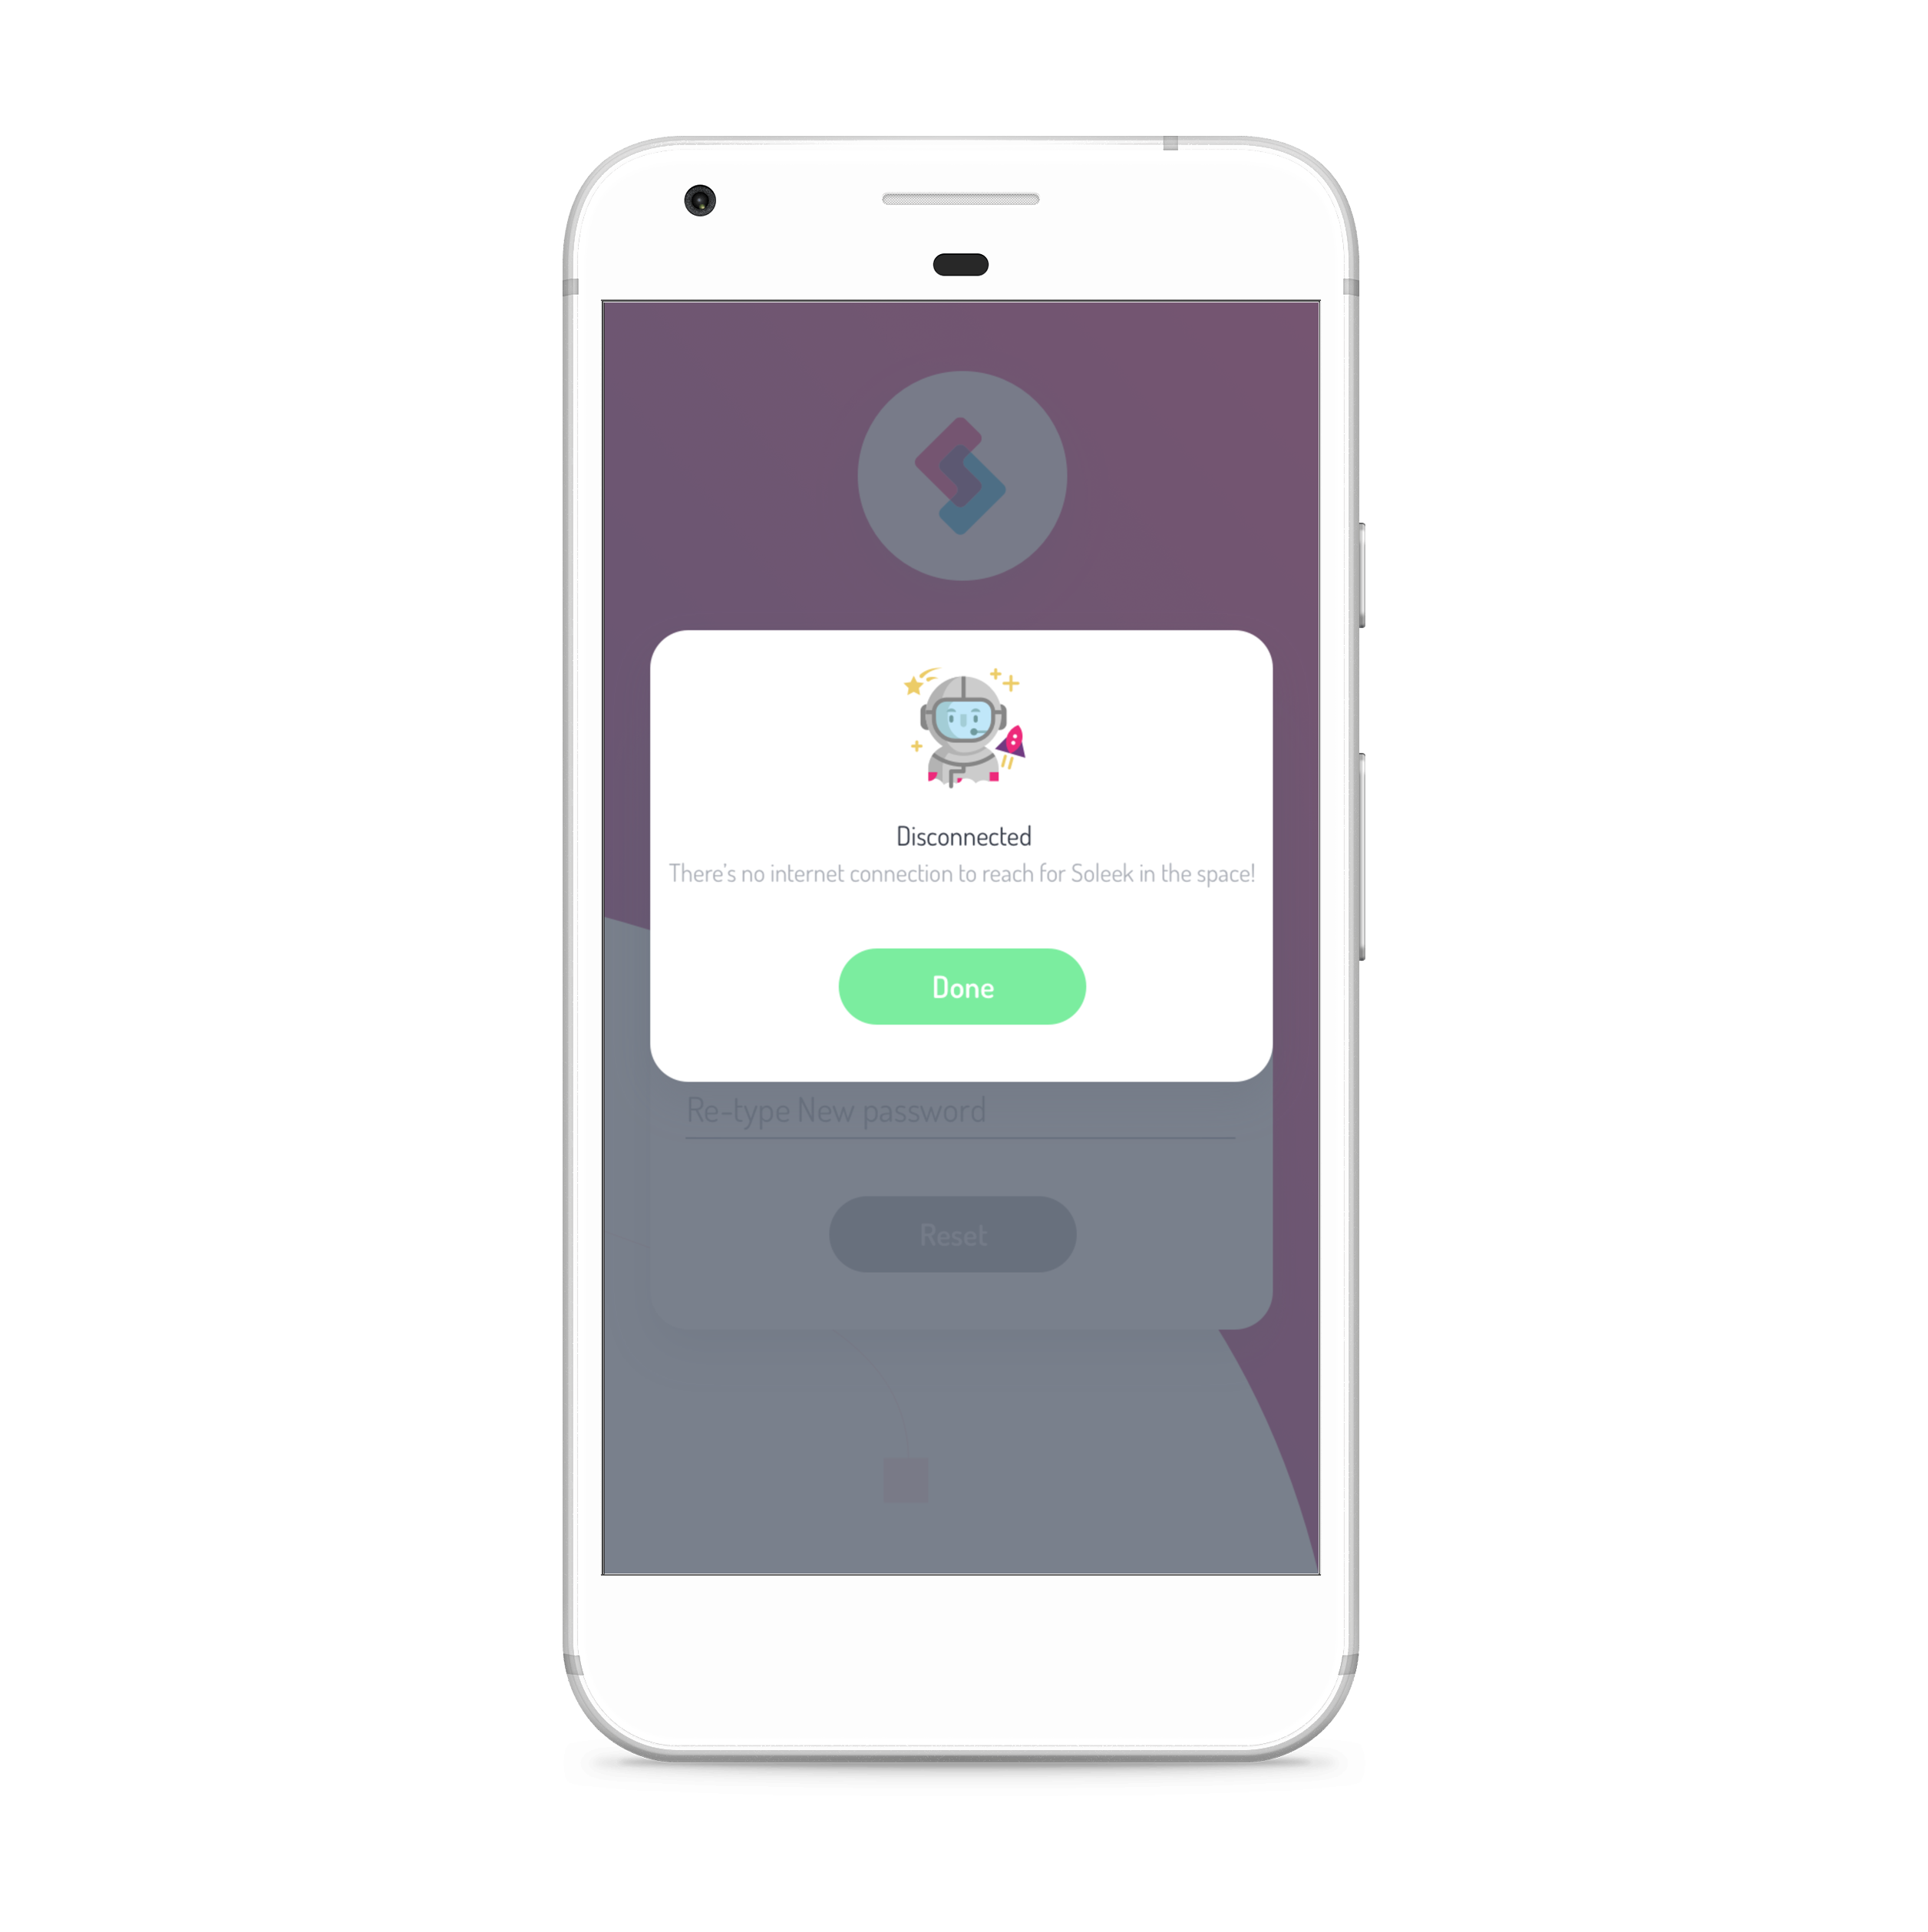 Disconnected
There's no internet connection to reach for Soleek in the space!
Done
Re-type New password
Reset